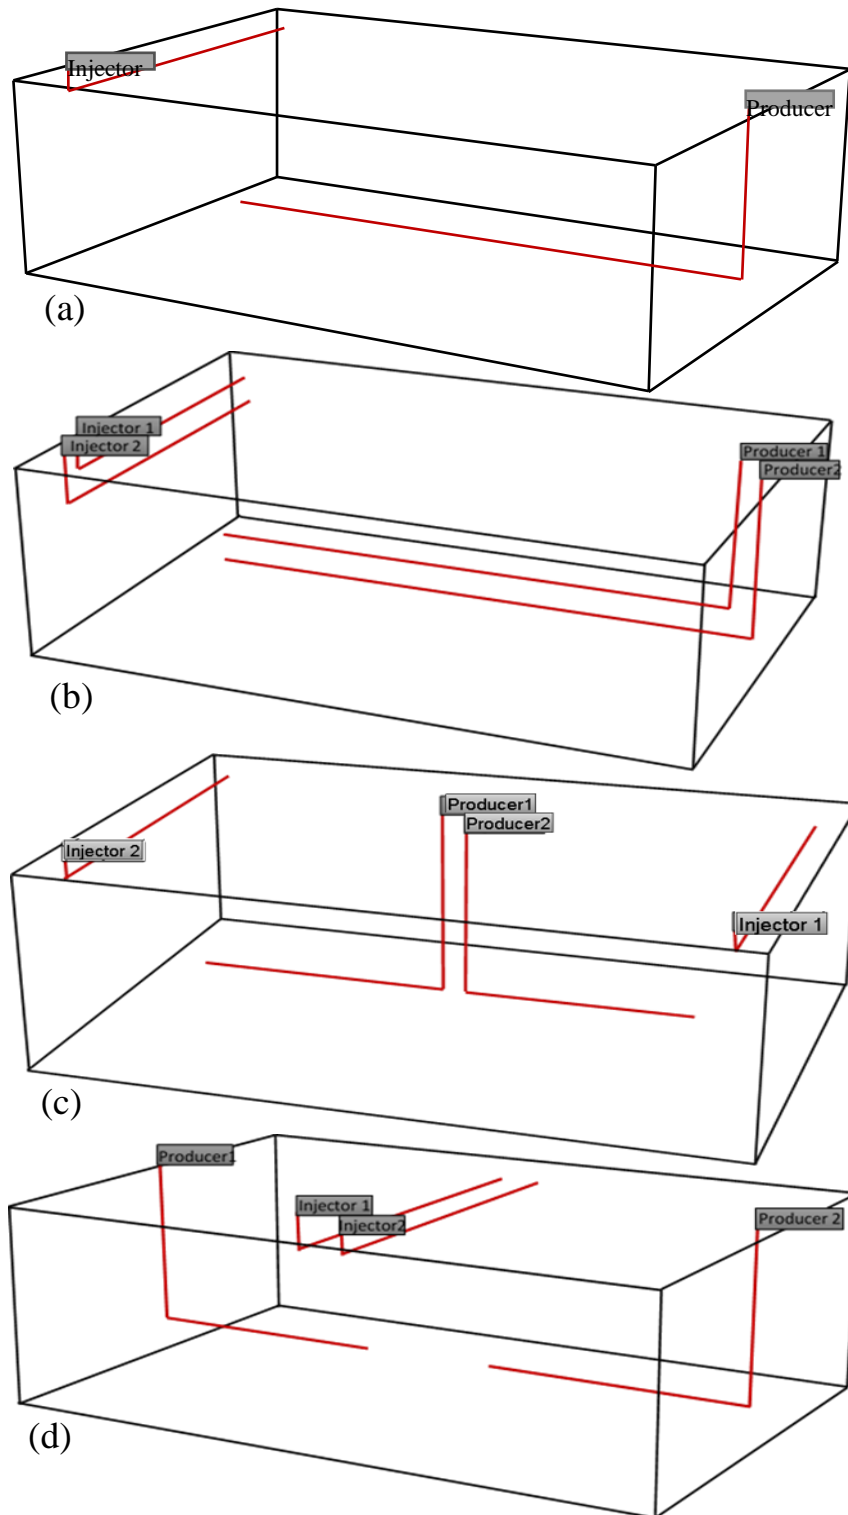 Injector
Producer
(a)
Injector 1
Injector 2
Producer 1
Producer2
(b)
Producer1
Producer2
Injector 2
Injector 1
(c)
Producer1
Injector 1
Injector2
Producer 2
(d)